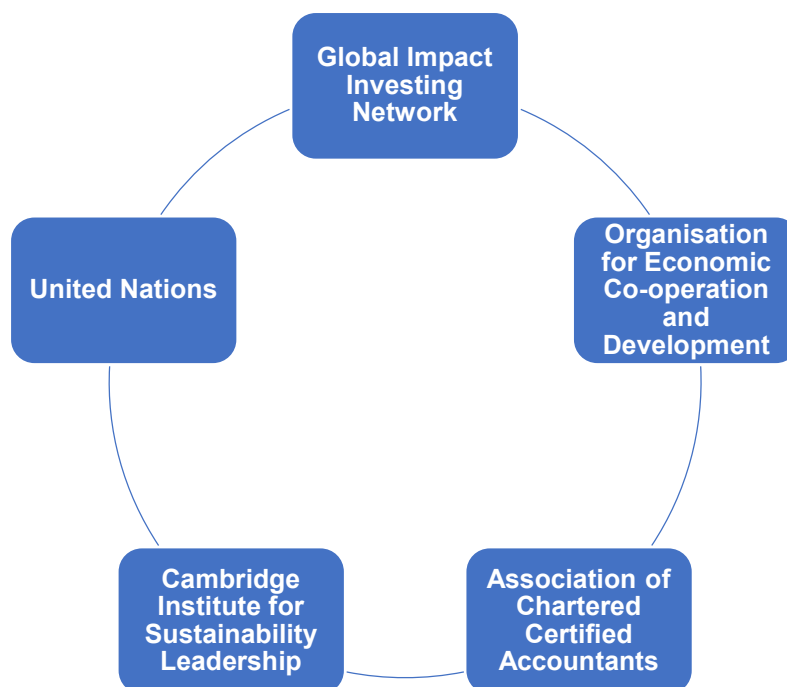 Global Impact
Investing
Network
Organisation
for Economic
Co-operation
and
Development
Association of
Chartered
Certified
Accountants
Cambridge
Institute for
Sustainability
Leadership
United Nations